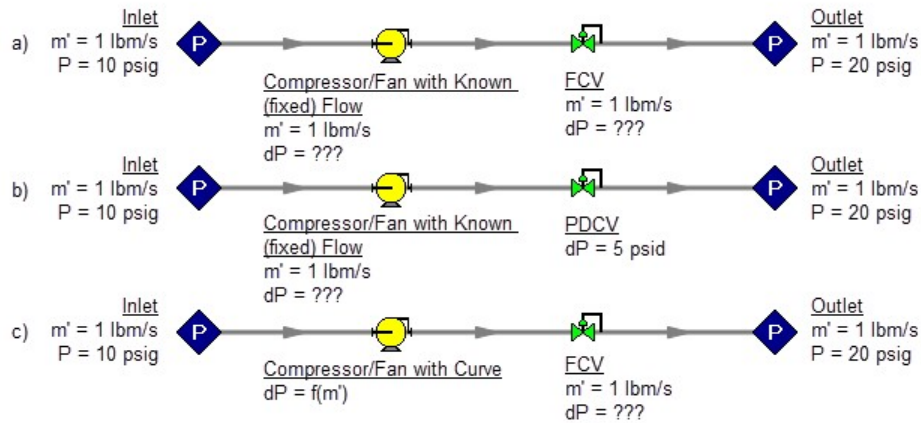 a)
Inlet
m' = 1 lbm/s
P = 10 psig
P
Compressor/Fan with Known
(fixed) Flow
m' = 1 lbm/s
dP = ???
FCV
m' = 1 lbm/s
dP = ???
P
Outlet
m' = 1 lbm/s
P = 20 psig
b)
Inlet
m' = 1 lbm/s
P = 10 psig
P
Compressor/Fan with Known
(fixed) Flow
m' = 1 lbm/s
dP = ???
PDCV
dP = 5 psid
P
Outlet
m' = 1 lbm/s
P = 20 psig
c)
Inlet
m' = 1 lbm/s
P = 10 psig
P
Compressor/Fan with Curve
dP = f(m')
FCV
m' = 1 lbm/s
dP = ???
P
Outlet
m' = 1 lbm/s
P = 20 psig